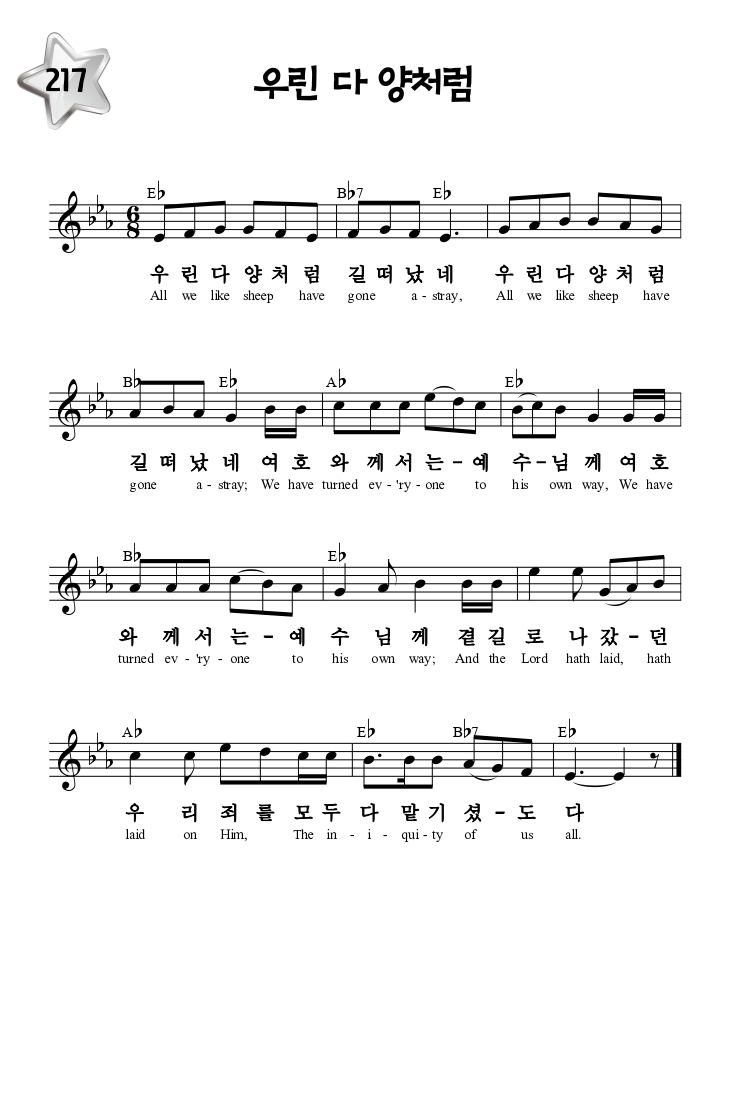 217
우린 다 양처럼
E♭ B♭7 E♭
6
8
우 린 다 양 처 럼 길 떠 났 네 우 린 다 양 처 럼
All we like sheep have gone a - stray, All we like sheep have
B♭ E♭ A♭ E♭
길 떠 났 네 여 호 와 께 서 는 - 예 수 - 님 께 여 호
gone a - stray; We have turned ev - 'ry - one to his own way, We have
B♭ E♭
와 께 서 는 - 예 수 님 께 곁 길 로 나 갔 - 던
turned ev - 'ry - one to his own way; And the Lord hath laid, hath
A♭ E♭ B♭7 E♭
우 리 죄 를 모 두 다 맡 기 셨 - 도 다
laid on Him, The in - i - qui - ty of us all.